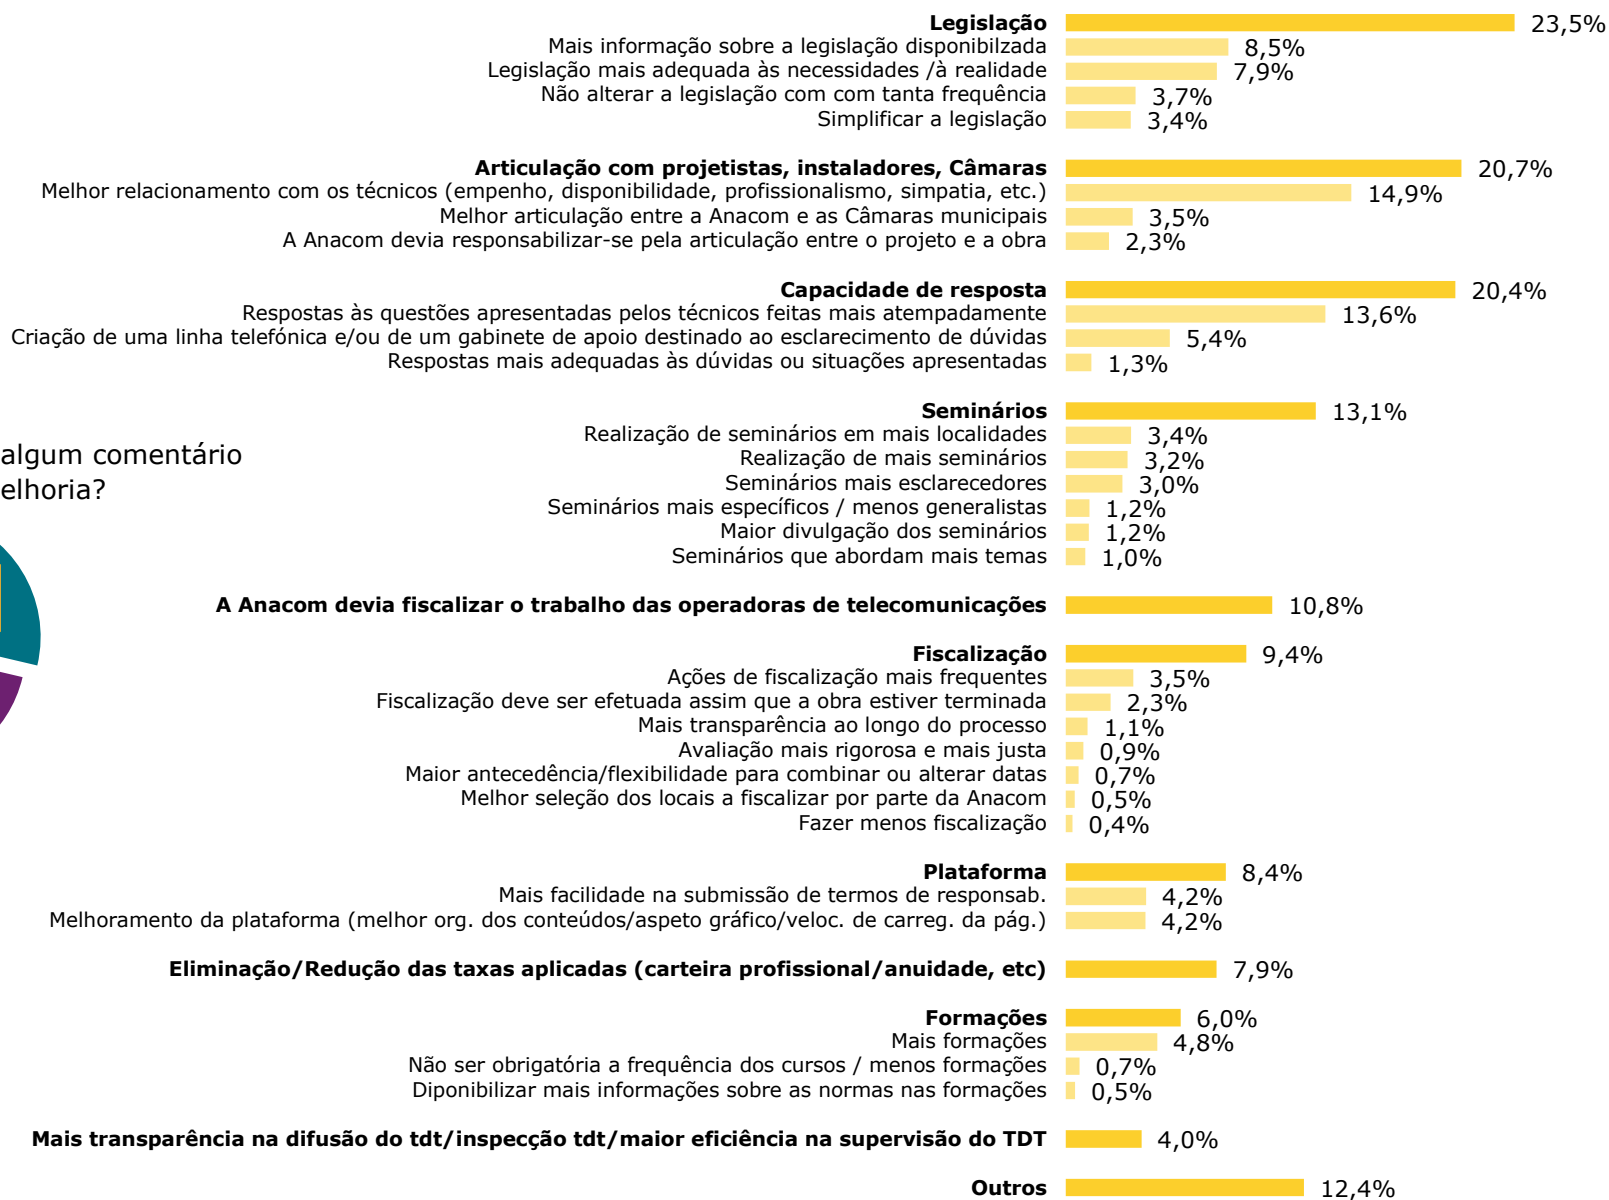 Legislação 23,5%
Mais informação sobre a legislação disponibilzada 8,5%
Legislação mais adequada às necessidades /à realidade 7,9%
Não alterar a legislação com com tanta frequência 3,7%
Simplificar a legislação 3,4%
Articulação com projetistas, instaladores, Câmaras 20,7%
Melhor relacionamento com os técnicos (empenho, disponibilidade, profissionalismo, simpatia, etc.) 14,9%
Melhor articulação entre a Anacom e as Câmaras municipais 3,5%
A Anacom devia responsabilizar-se pela articulação entre o projeto e a obra 2,3%
Capacidade de resposta 20,4%
Respostas às questões apresentadas pelos técnicos feitas mais atempadamente 13,6%
Criação de uma linha telefónica e/ou de um gabinete de apoio destinado ao esclarecimento de dúvidas 5,4%
Respostas mais adequadas às dúvidas ou situações apresentadas 1,3%
Seminários 13,1%
Realização de seminários em mais localidades 3,4%
algum comentário
Realização de mais seminários 3,2%
Seminários mais esclarecedores 3,0%
elhoria?
Seminários mais específicos / menos generalistas 1,2%
Maior divulgação dos seminários 1,2%
Seminários que abordam mais temas 1,0%
A Anacom devia fiscalizar o trabalho das operadoras de telecomunicações 10,8%
Fiscalização 9,4%
Ações de fiscalização mais frequentes 3,5%
Fiscalização deve ser efetuada assim que a obra estiver terminada 2,3%
Mais transparência ao longo do processo 1,1%
Avaliação mais rigorosa e mais justa 0,9%
Maior antecedência/flexibilidade para combinar ou alterar datas 0,7%
Melhor seleção dos locais a fiscalizar por parte da Anacom 0,5%
Fazer menos fiscalização 0,4%
Plataforma 8,4%
Mais facilidade na submissão de termos de responsab. 4,2%
Melhoramento da plataforma (melhor org. dos conteúdos/aspeto gráfico/veloc. de carreg. da pág.) 4,2%
Eliminação/Redução das taxas aplicadas (carteira profissional/anuidade, etc) 7,9%
Formações 6,0%
Mais formações 4,8%
Não ser obrigatória a frequência dos cursos / menos formações 0,7%
Diponibilizar mais informações sobre as normas nas formações 0,5%
Mais transparência na difusão do tdt/inspecção tdt/maior eficiência na supervisão do TDT 4,0%
Outros 12,4%